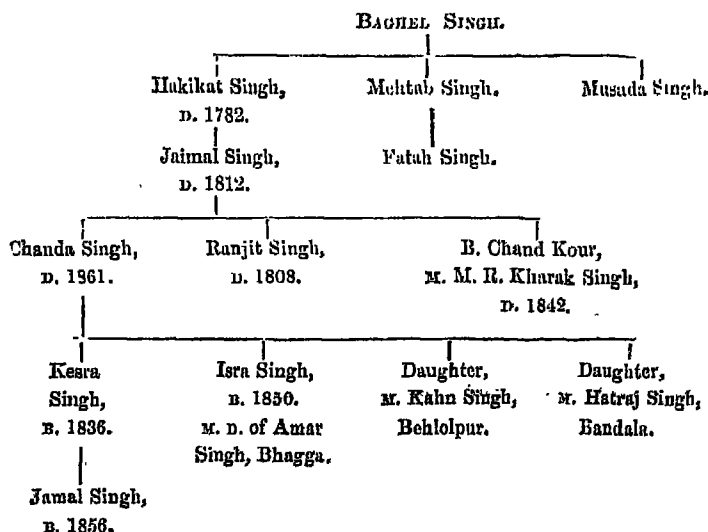 BAGHEL SINGH.
Hakikat Singh, Mehtab Singh. Musada Singh.
D. 1782.
Jaimal Singh, Fatah Singh.
D. 1812.
Chanda Singh, Ranjit Singh, B. Chand Kour,
D. 1861. D. 1808. M. M. R. Kharak Singh,
D. 1842.
Kesra Isra Singh, Daughter, Daughter,
Singh, B. 1850. M. Kahn Singh, M. Hatraj Singh,
B. 1836. M. D. of Amar Behlolpur. Bandala.
Singh, Bhagga.
Jamal Singh,
B. 1856.